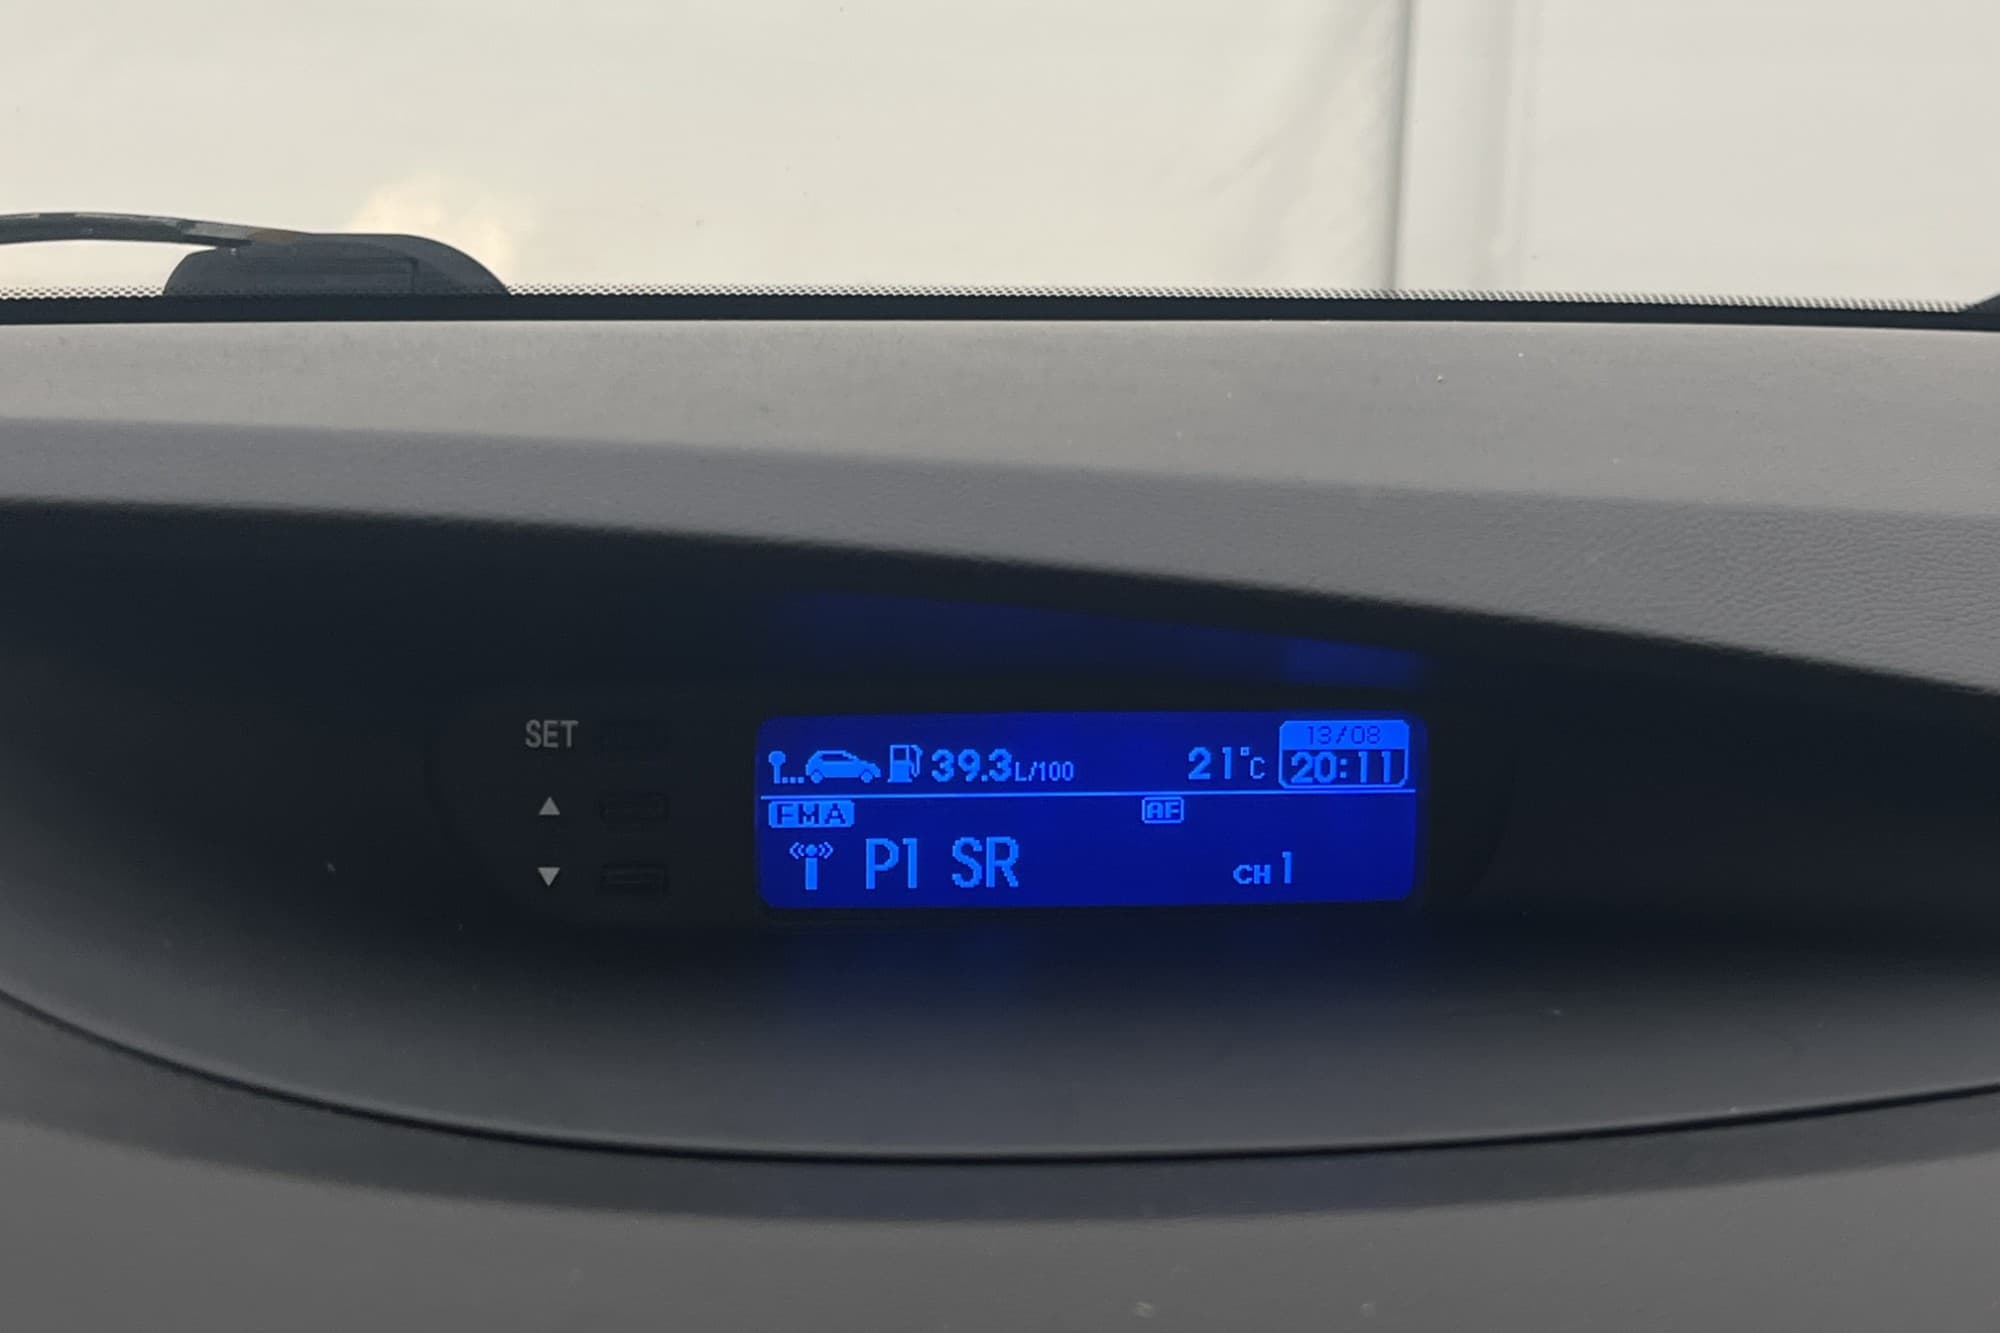 SET
▲
▼
39.3L/100 21°C
13/08
20:11
FMA AF
P1 SR CH 1